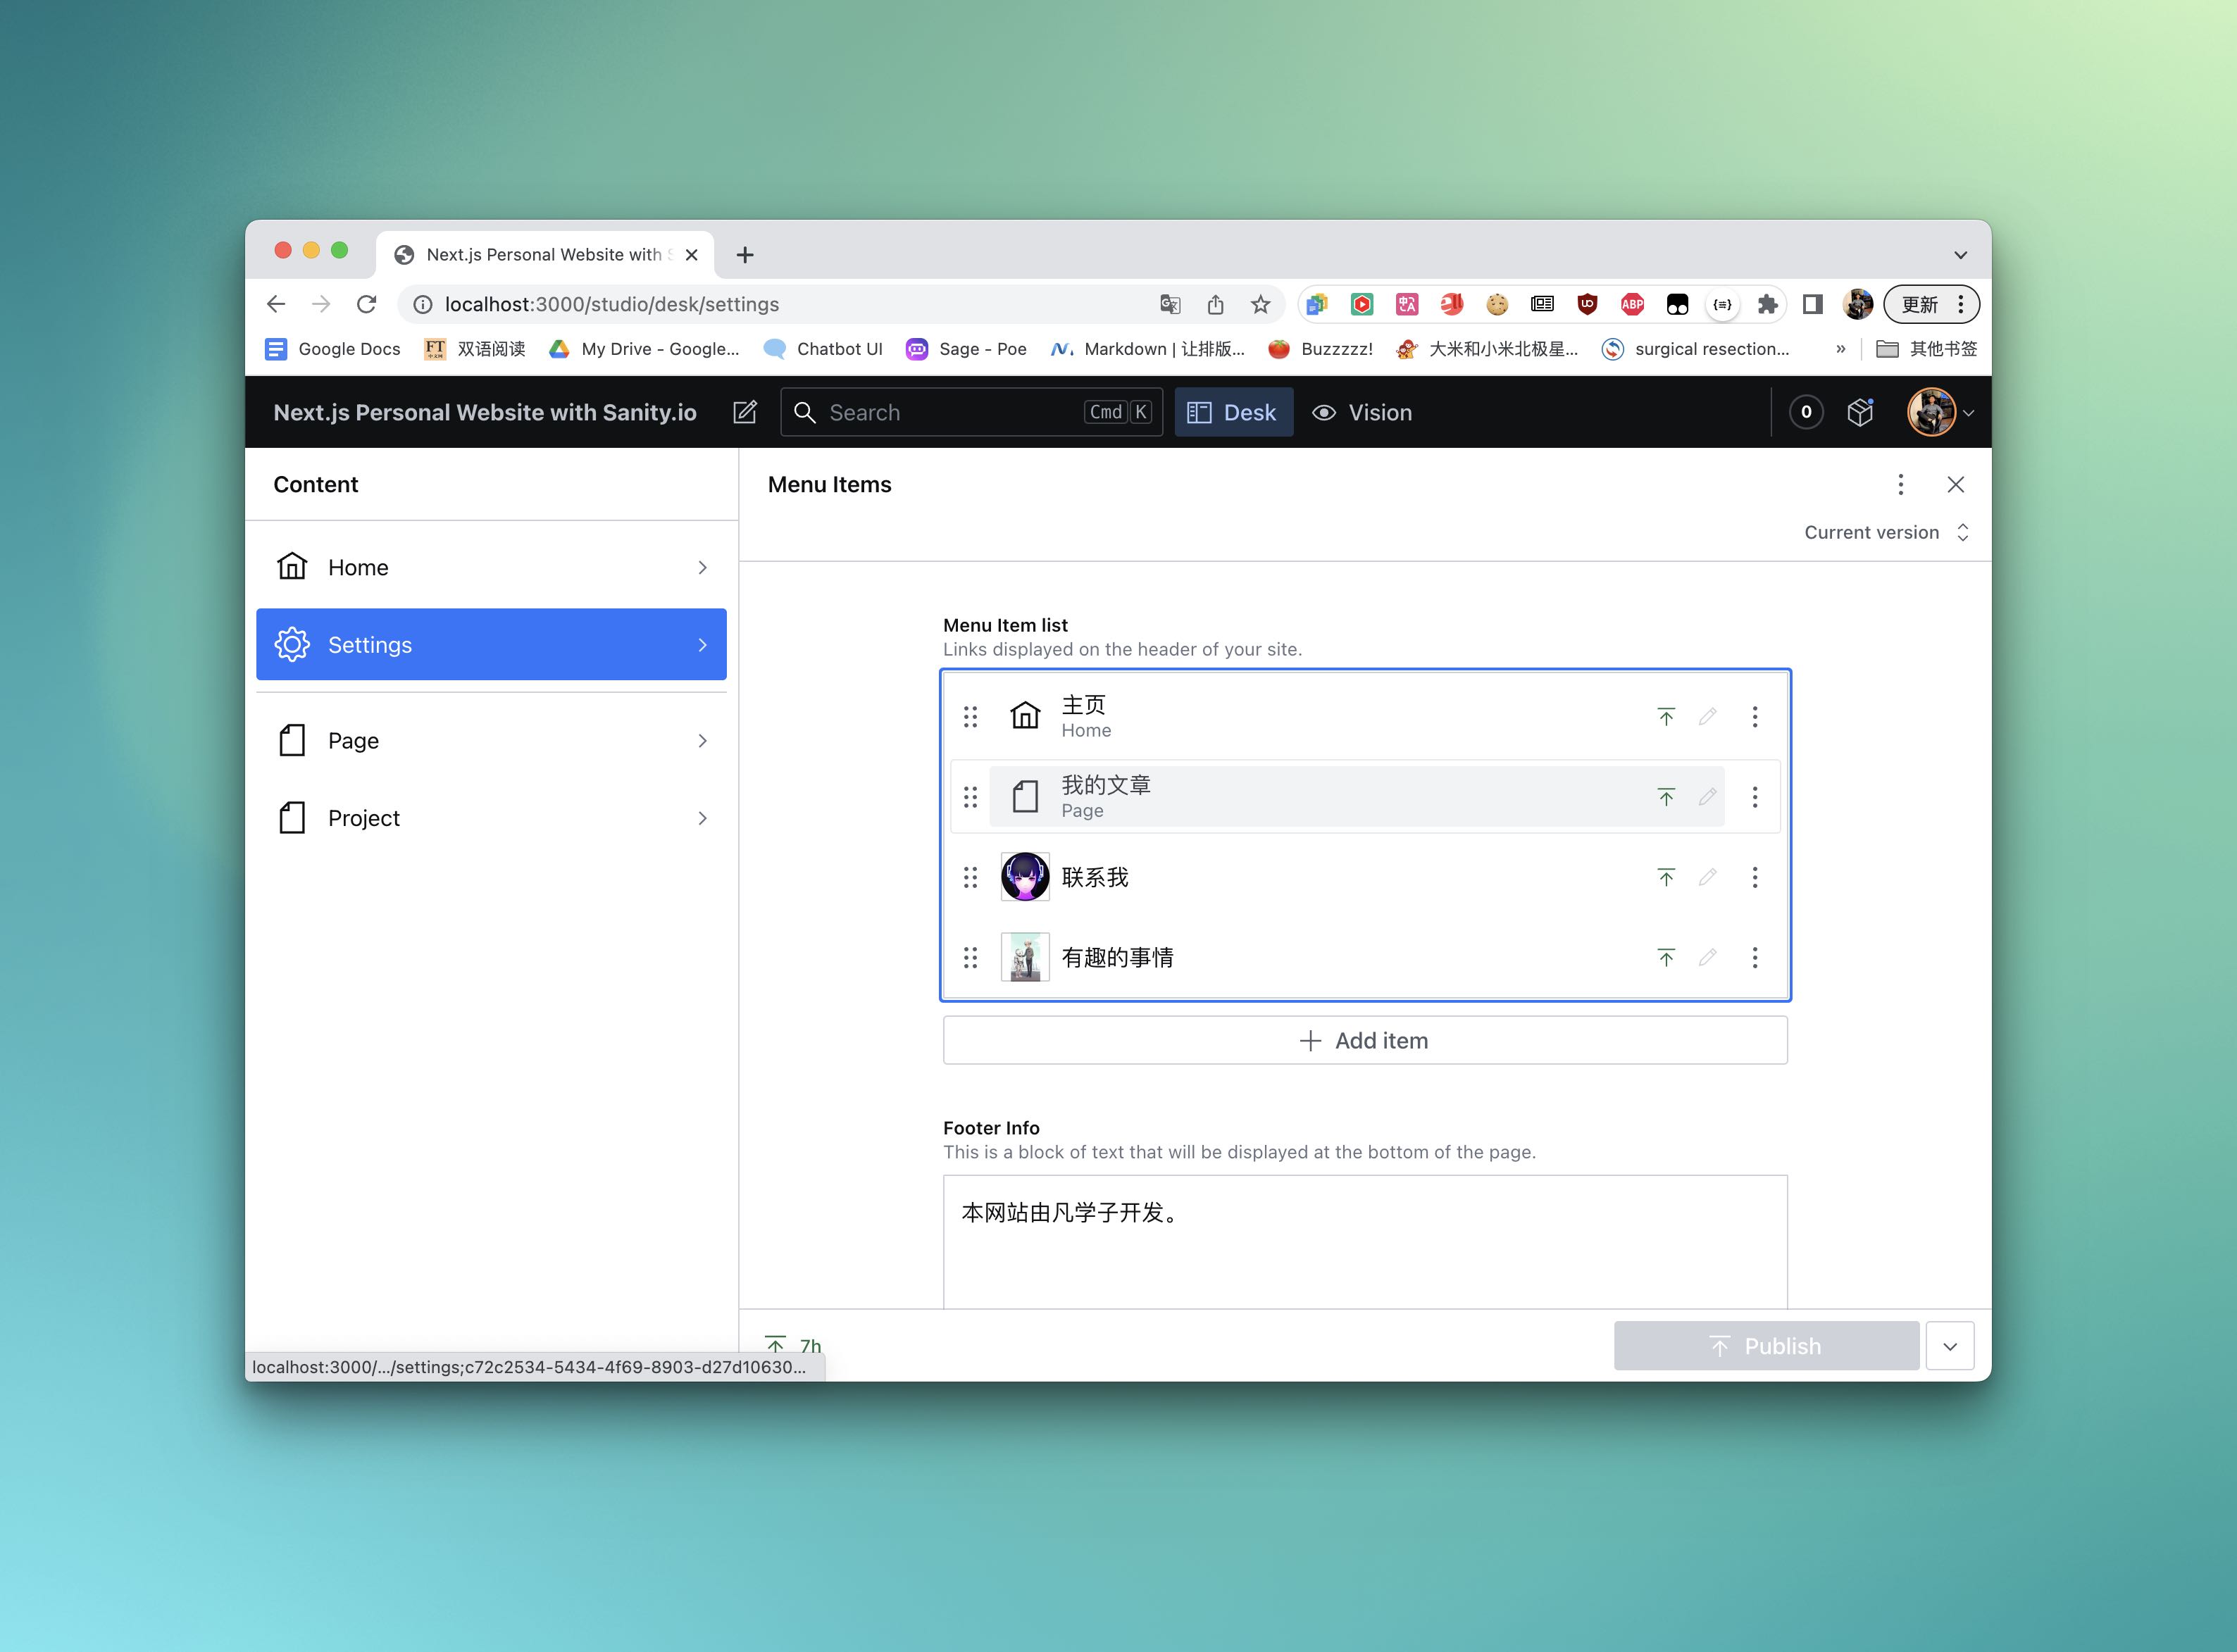 Next.js Personal Website with S
localhost:3000/studio/desk/settings
ABP
更新
Google Docs
FT
中文网
双语阅读
My Drive - Google...
Chatbot UI
Sage - Poe
Markdown | 让排版...
Buzzzzz!
大米和小米北极星...
surgical resection...
»
其他书签
Next.js Personal Website with Sanity.io
Search
Cmd K
Desk
Vision
0
Content
Home
Settings
Page
Project
Menu Items
Current version
Menu Item list
Links displayed on the header of your site.
主页
Home
我的文章
Page
联系我
有趣的事情
Add item
Footer Info
This is a block of text that will be displayed at the bottom of the page.
本网站由凡学子开发。
7h
Publish
localhost:3000/.../settings;c72c2534-5434-4f69-8903-d27d10630...